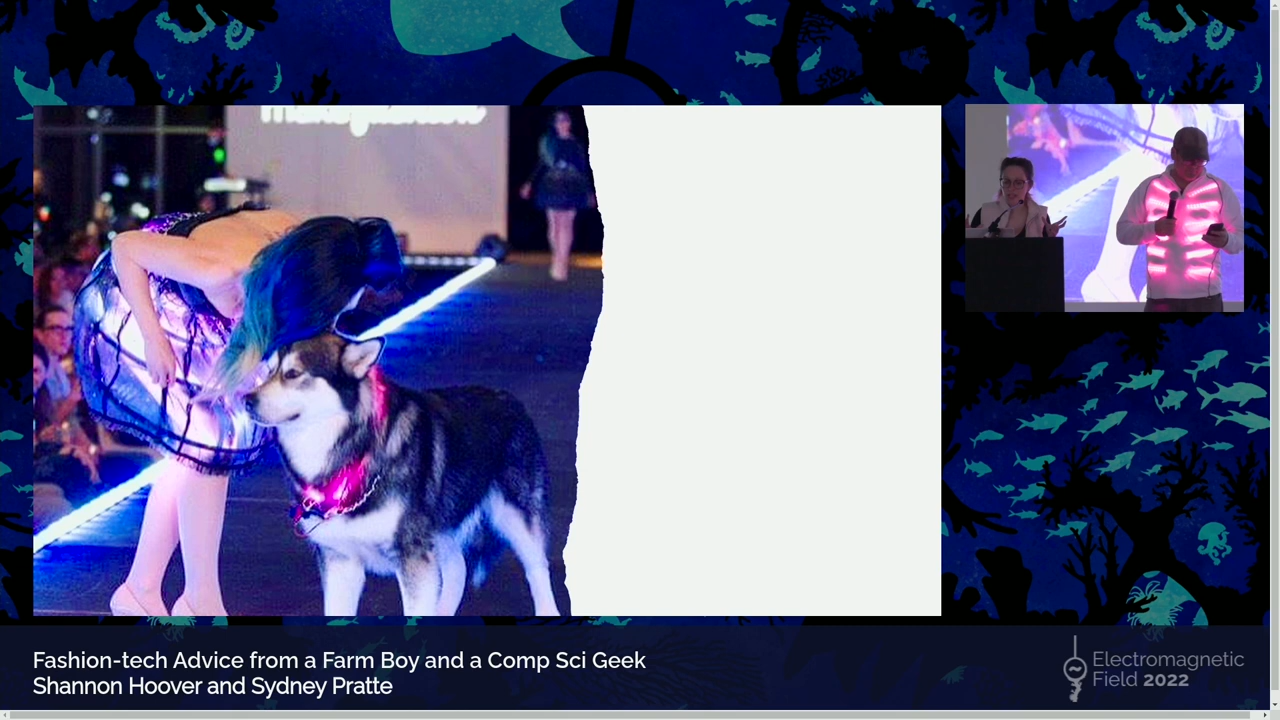 Fashion-tech Advice from a Farm Boy and a Comp Sci Geek
Shannon Hoover and Sydney Pratte
Electromagnetic
Field 2022